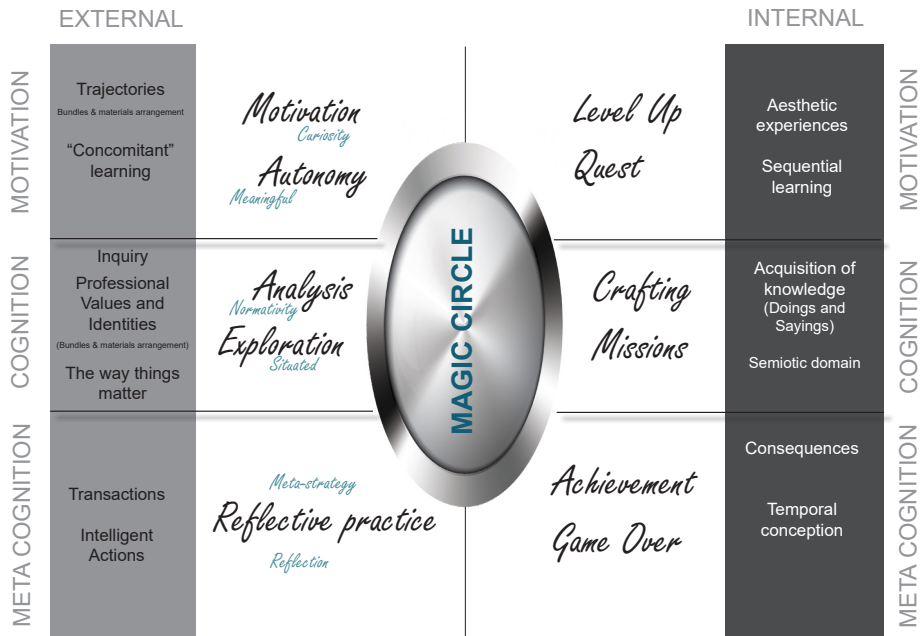 EXTERNAL
INTERNAL
MOTIVATION
Trajectories
Bundles & materials arrangement
“Concomitant”
learning
Motivation
Curiosity
Autonomy
Meaningful
Level Up
Quest
Aesthetic
experiences
Sequential
learning
MOTIVATION
COGNITION
Inquiry
Professional
Values and
Identities
(Bundles & materials arrangement)
The way things
matter
Analysis
Normativity
Exploration
Situated
MAGIC CIRCLE
Crafting
Missions
Acquisition of
knowledge
(Doings and
Sayings)
Semiotic domain
COGNITION
META COGNITION
Transactions
Intelligent
Actions
Meta-strategy
Reflective practice
Reflection
Achievement
Game Over
Consequences
Temporal
conception
META COGNITION